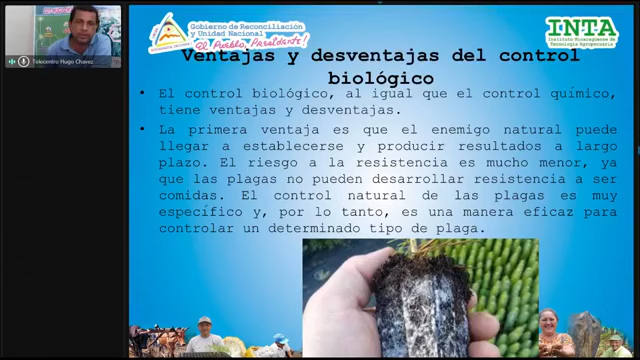 Gobierno de Reconciliación
y Unidad Nacional
El Pueblo, Presidente!
INTA
Instituto Nicaragüense de
Tecnología Agropecuaria
Telecentro Hugo Chavez
Ventajas y desventajas del control
biológico
• El control biológico, al igual que el control químico,
tiene ventajas y desventajas.
• La primera ventaja es que el enemigo natural puede
llegar a establecerse y producir resultados a largo
plazo. El riesgo a la resistencia es mucho menor, ya
que las plagas no pueden desarrollar resistencia a ser
comidas. El control natural de las plagas es muy
específico y, por lo tanto, es una manera eficaz para
controlar un determinado tipo de plaga.